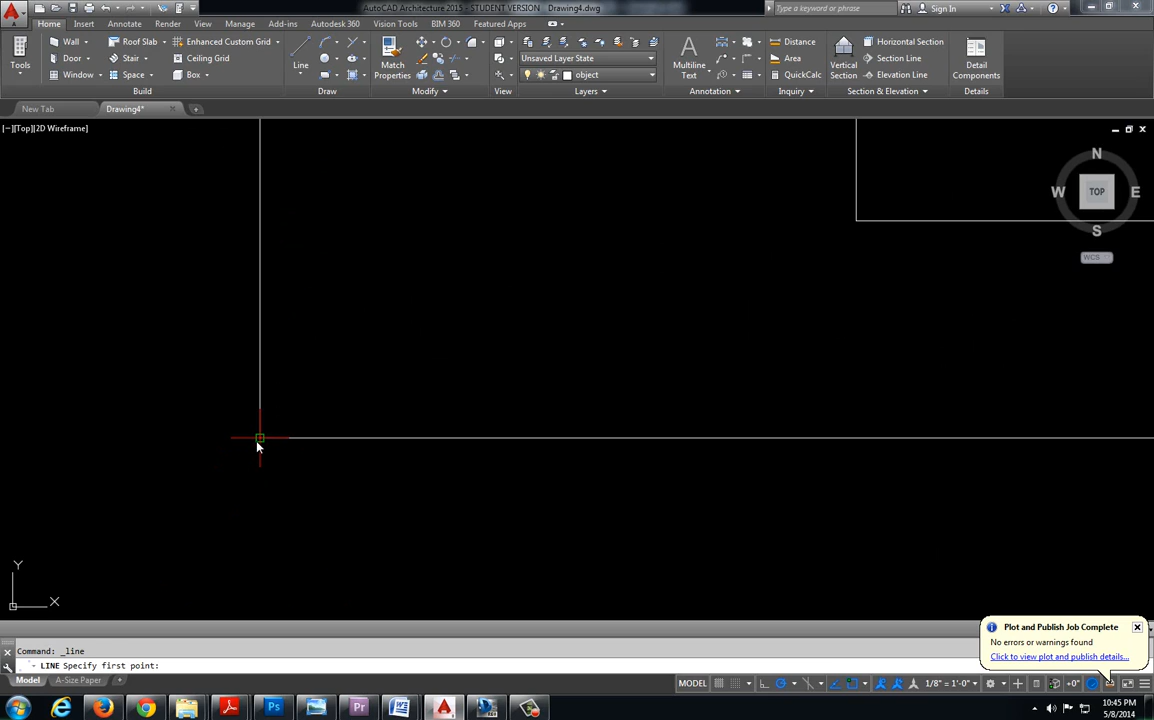 AutoCAD Architecture 2015 - STUDENT VERSION Drawing4.dwg
Type a keyword or phrase
Sign In
Home Insert Annotate Render View Manage Add-ins Autodesk 360 Vision Tools BIM 360 Featured Apps
Tools
Wall
Door
Window
Roof Slab
Stair
Space
Enhanced Custom Grid
Ceiling Grid
Box
Line
Match
Properties
Unsaved Layer State
object
Multiline
Text
Distance
Area
QuickCalc
Vertical
Section
Horizontal Section
Section Line
Elevation Line
Detail
Components
Build Draw Modify View Layers Annotation Inquiry Section & Elevation Details
New Tab Drawing4*
[−][Top][2D Wireframe]
N
W TOP E
S
WCS
Y
X
Plot and Publish Job Complete
No errors or warnings found
Click to view plot and publish details...
Command: _line
LINE Specify first point:
Model A-Size Paper
MODEL 1/8" = 1'-0" +0"
10:45 PM
5/8/2014